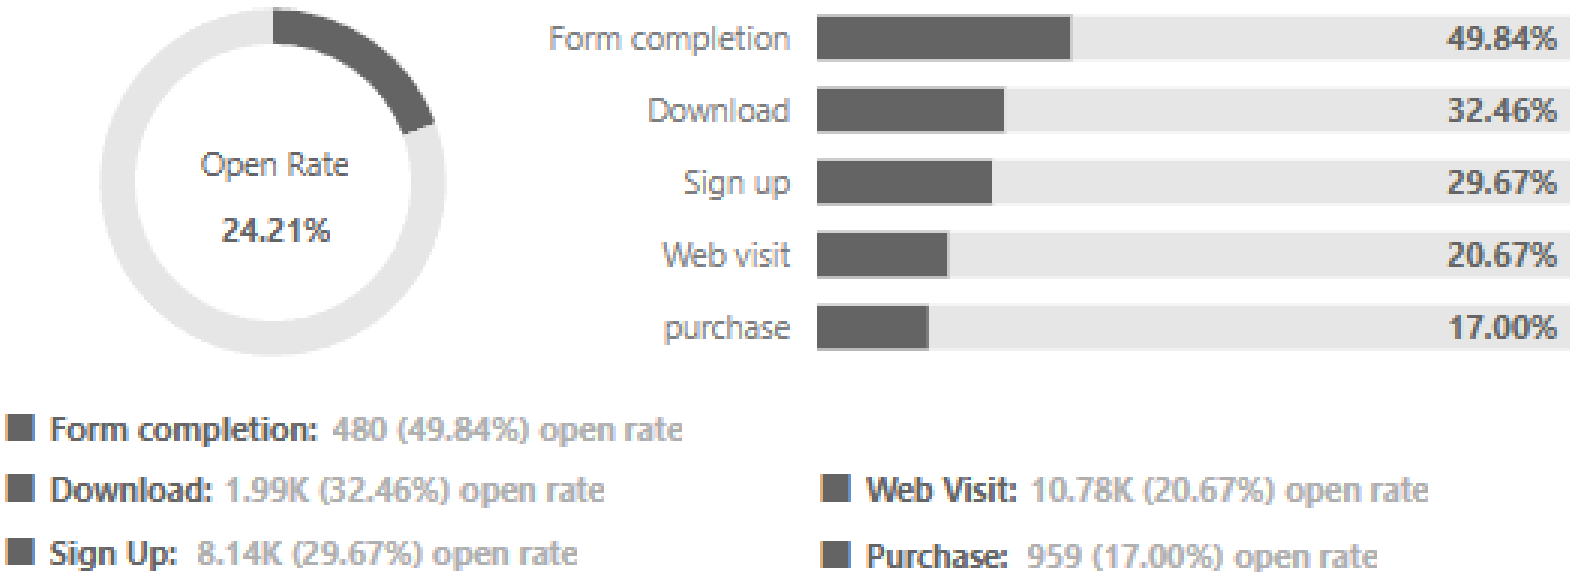 Open Rate
24.21%
Form completion 49.84%
Download 32.46%
Sign up 29.67%
Web visit 20.67%
purchase 17.00%
Form completion: 480 (49.84%) open rate
Download: 1.99K (32.46%) open rate
Sign Up: 8.14K (29.67%) open rate
Web Visit: 10.78K (20.67%) open rate
Purchase: 959 (17.00%) open rate